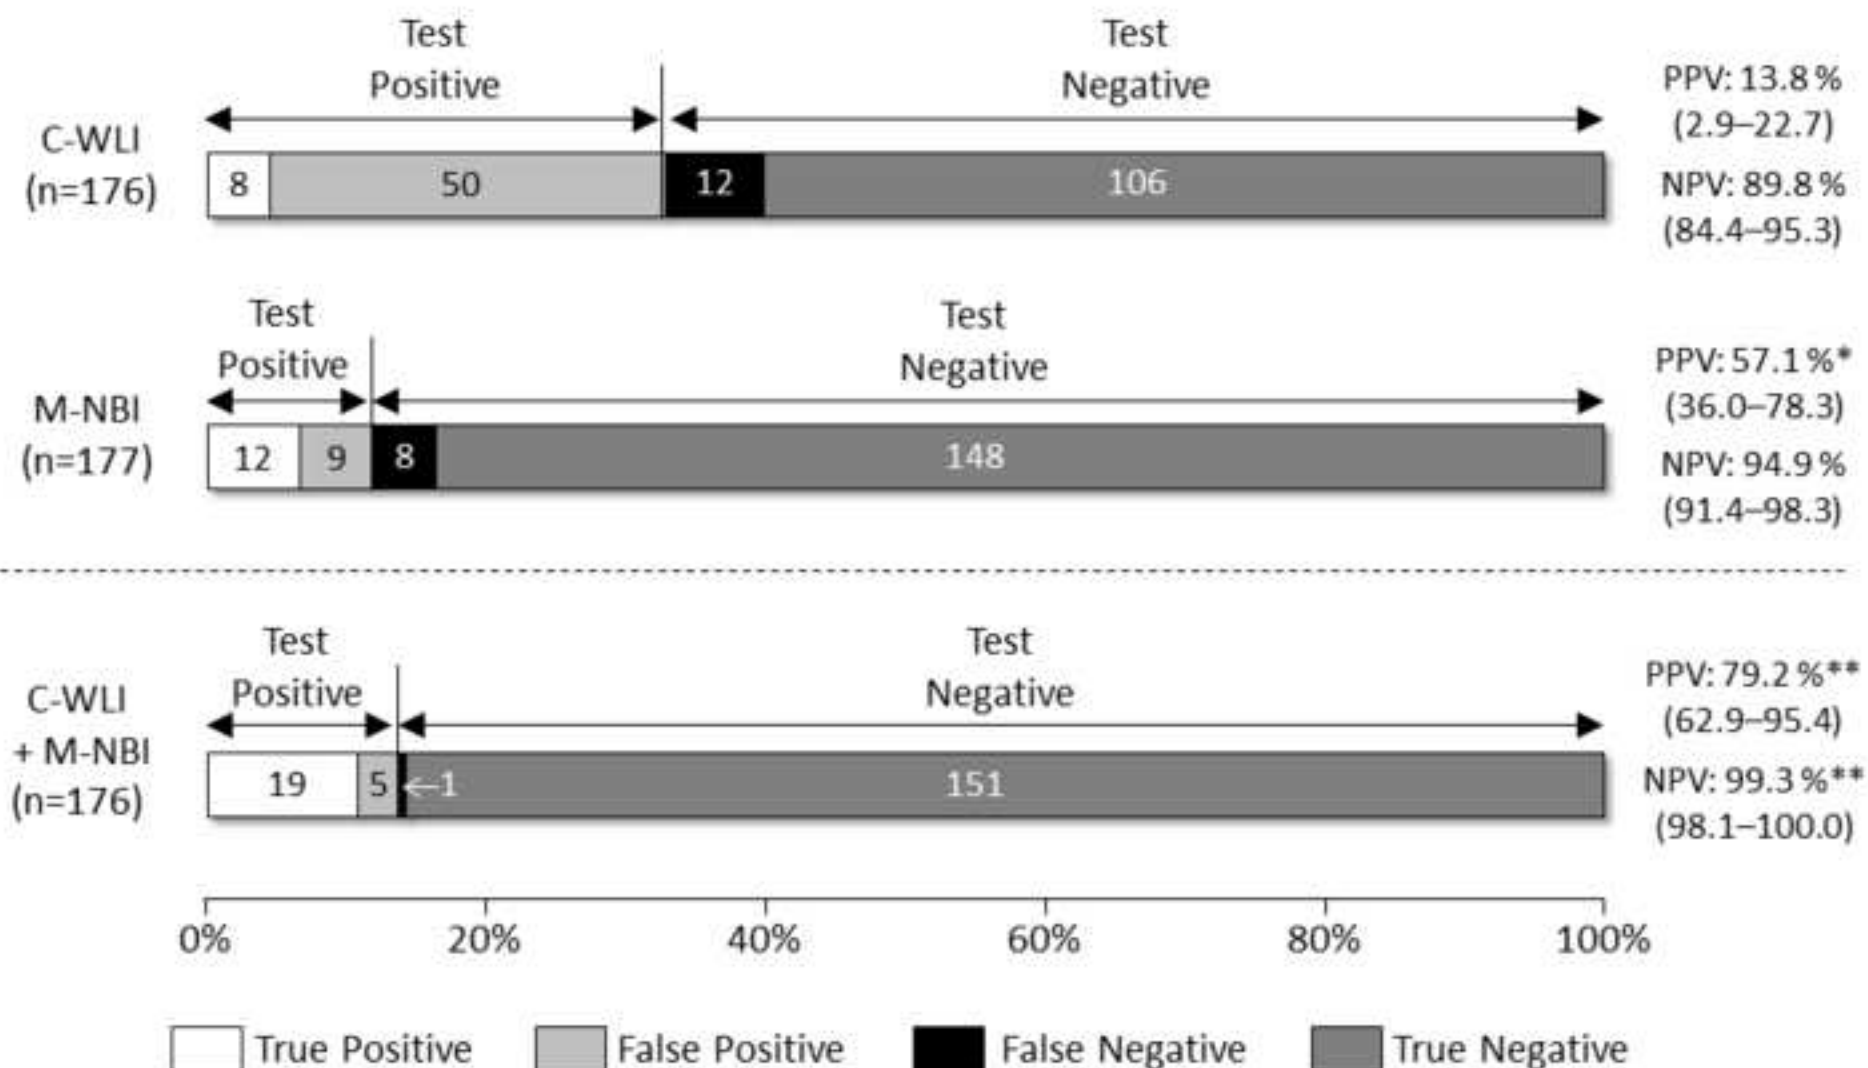 Test
Positive
Test
Negative
C-WLI
(n=176)
8
50
12
106
PPV: 13.8 %
(2.9–22.7)
NPV: 89.8 %
(84.4–95.3)
Test
Positive
Test
Negative
M-NBI
(n=177)
12
9
8
148
PPV: 57.1 %*
(36.0–78.3)
NPV: 94.9 %
(91.4–98.3)
Test
Positive
Test
Negative
C-WLI
+ M-NBI
(n=176)
19
5
←1
151
PPV: 79.2 %**
(62.9–95.4)
NPV: 99.3 %**
(98.1–100.0)
0%
20%
40%
60%
80%
100%
True Positive
False Positive
False Negative
True Negative